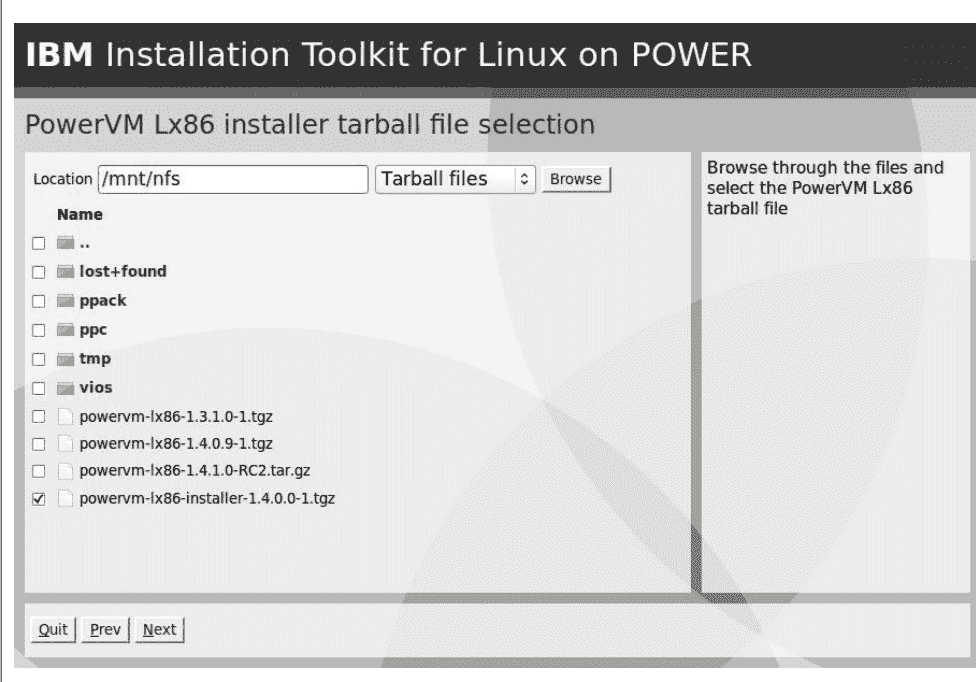 IBM Installation Toolkit for Linux on POWER
PowerVM Lx86 installer tarball file selection
Location /mnt/nfs Tarball files Browse
Name
..
lost+found
ppack
ppc
tmp
vios
powervm-lx86-1.3.1.0-1.tgz
powervm-lx86-1.4.0.9-1.tgz
powervm-lx86-1.4.1.0-RC2.tar.gz
powervm-lx86-installer-1.4.0.0-1.tgz
Browse through the files and
select the PowerVM Lx86
tarball file
Quit Prev Next